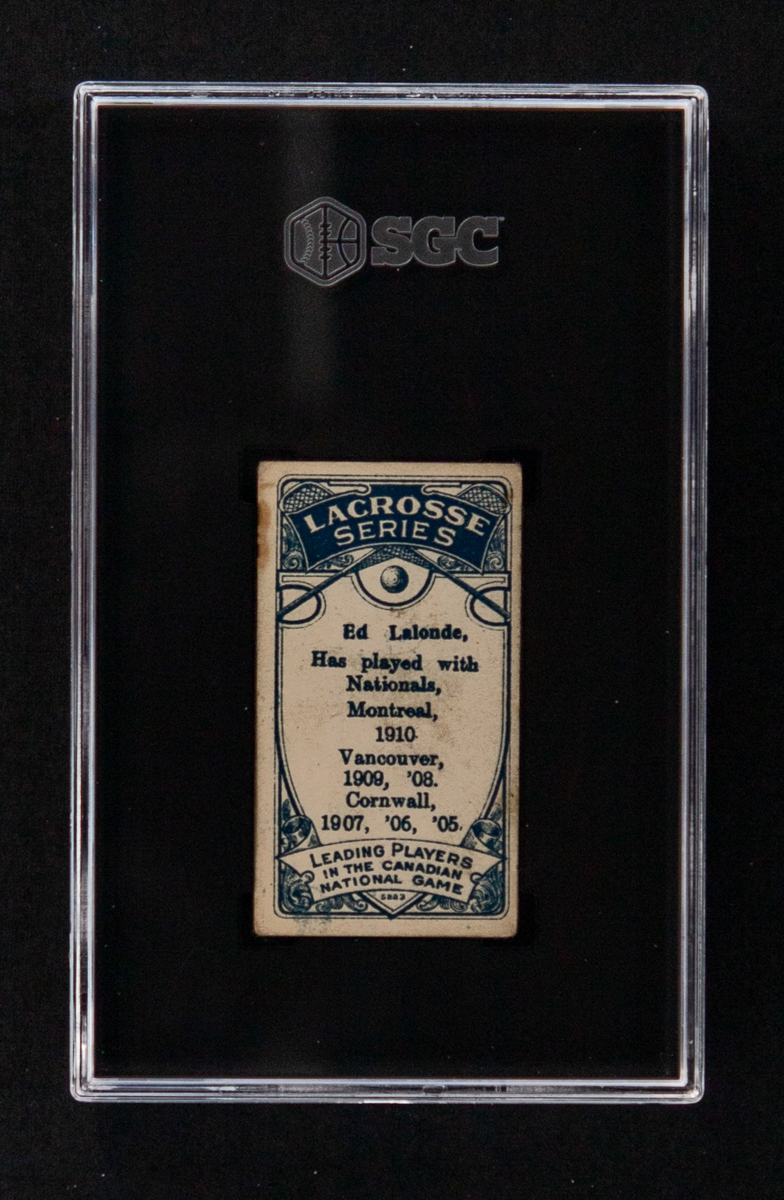 SGC
LACROSSE
SERIES
Ed Lalonde,
Has played with
Nationals,
Montreal,
1910.
Vancouver,
1909, '08.
Cornwall,
1907, '06, '05.
LEADING PLAYERS
IN THE CANADIAN
NATIONAL GAME